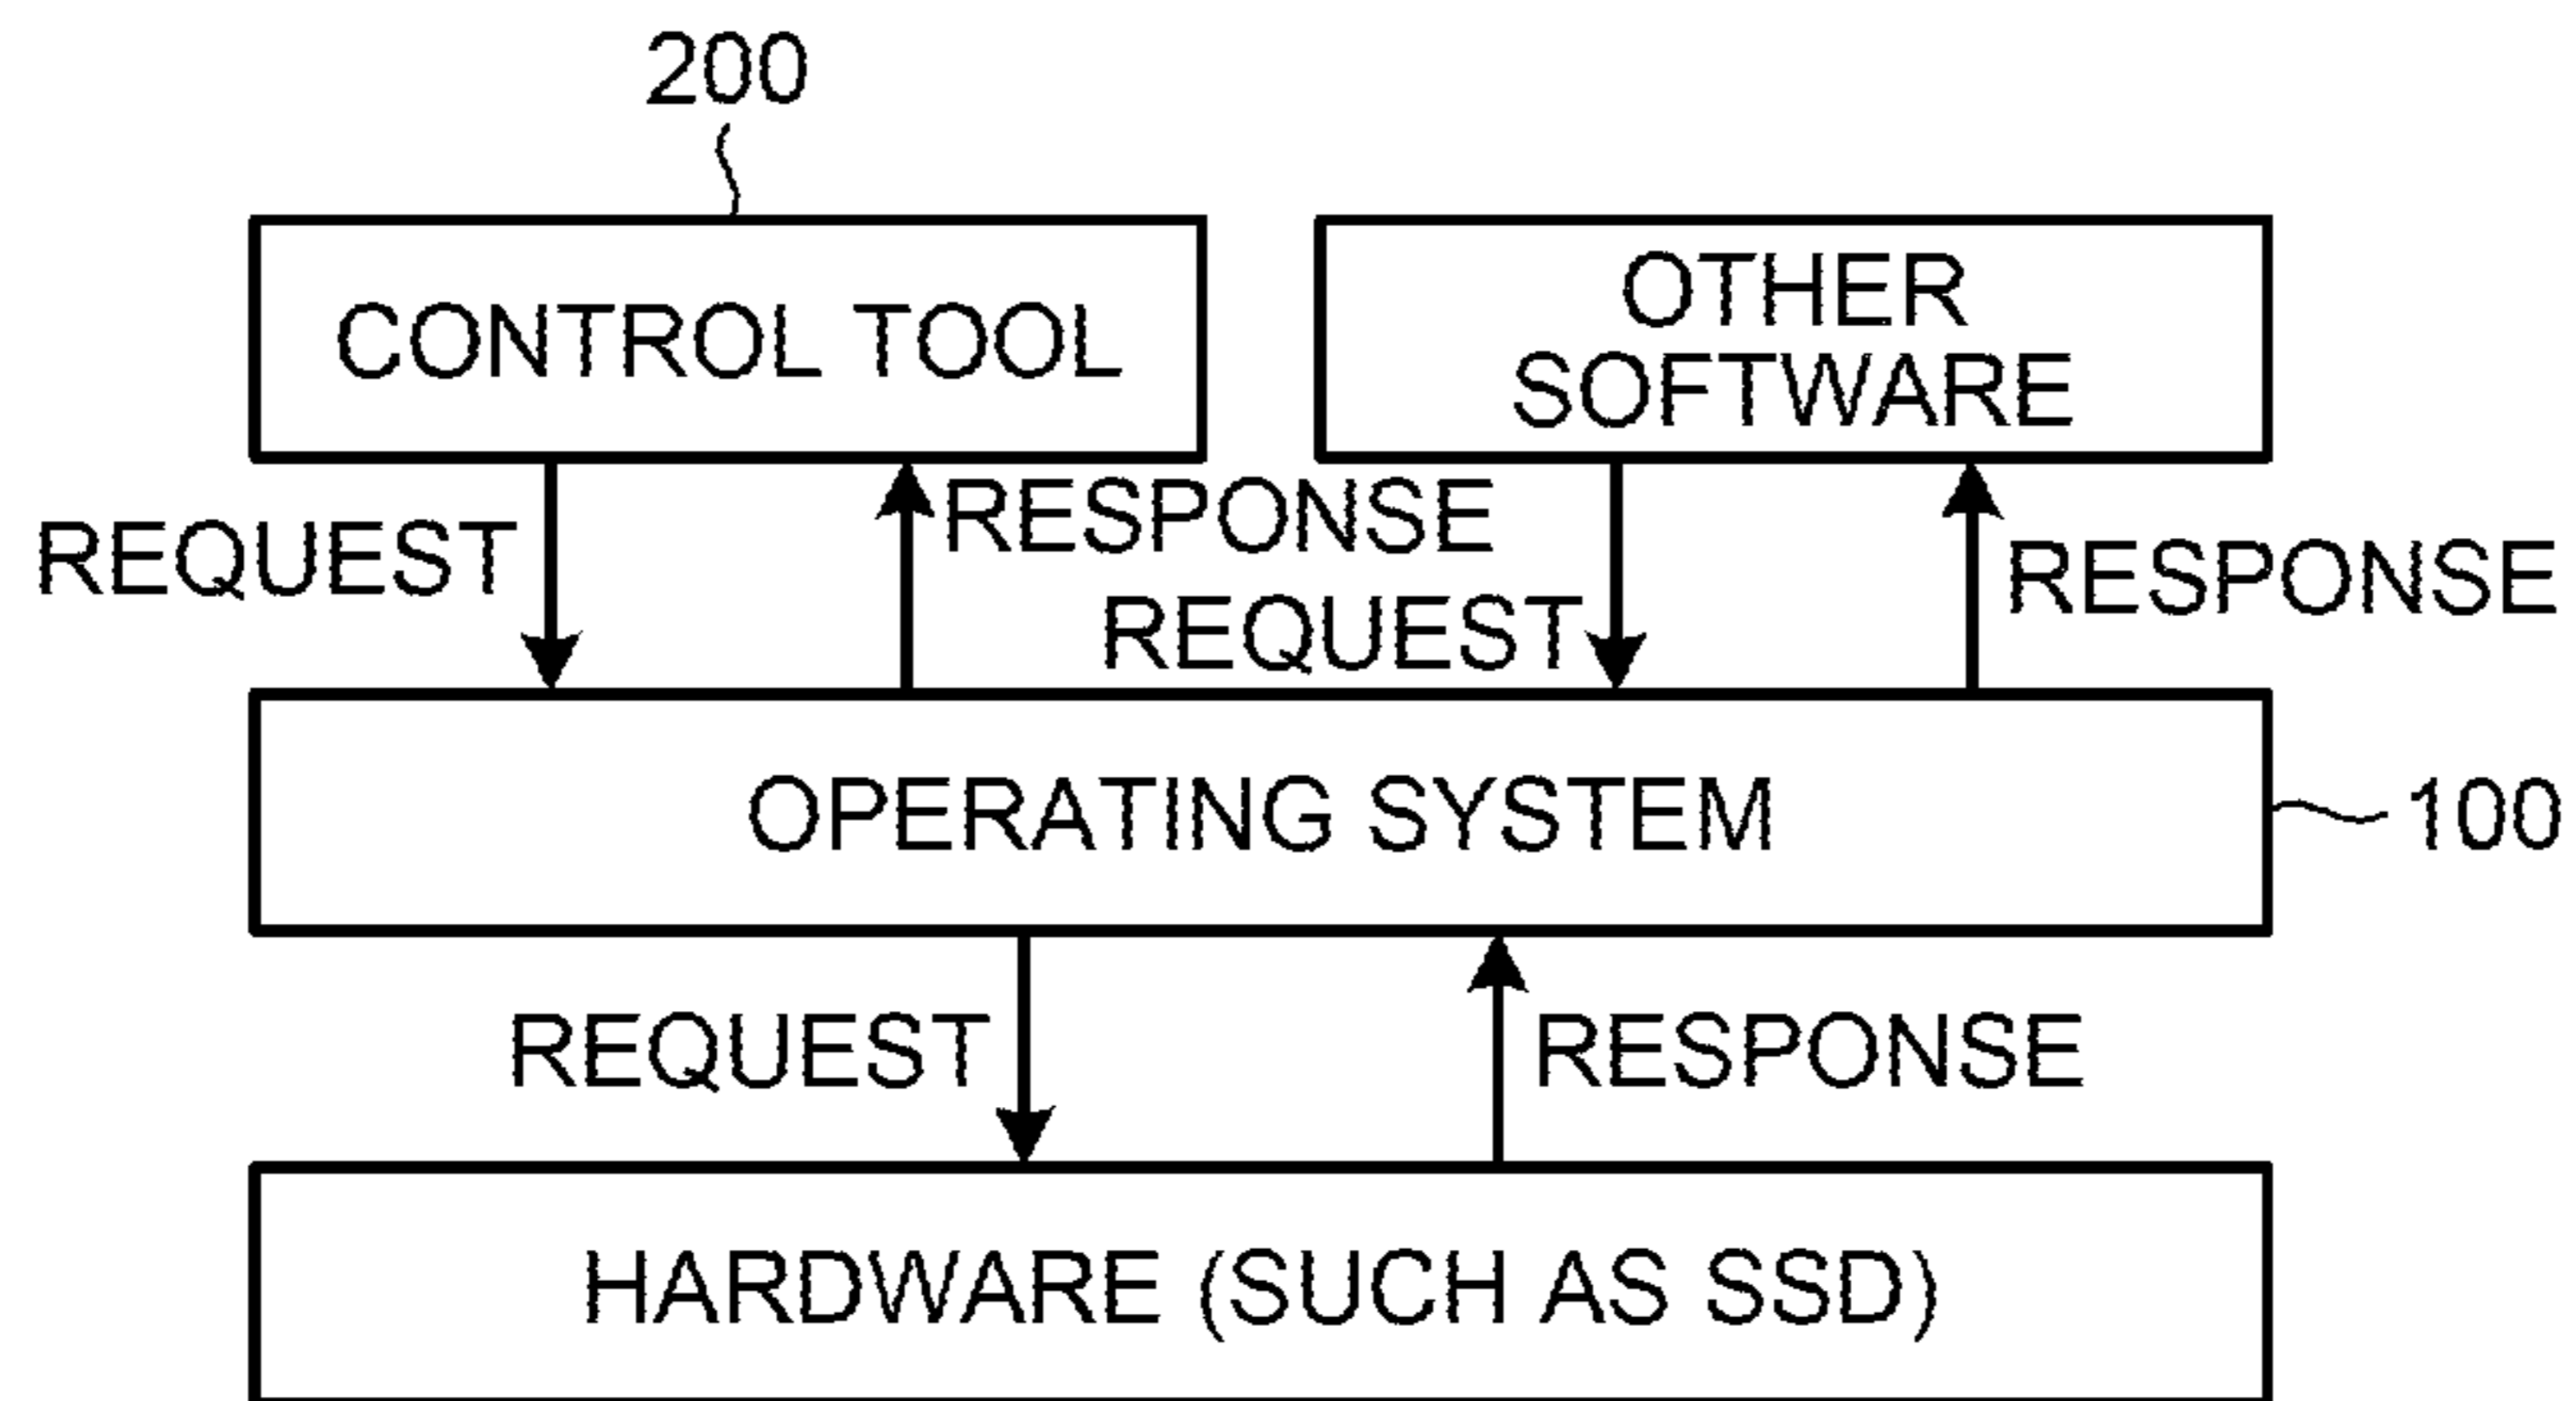 200
CONTROL TOOL
OTHER
SOFTWARE
REQUEST
RESPONSE
REQUEST
RESPONSE
OPERATING SYSTEM
100
REQUEST
RESPONSE
HARDWARE (SUCH AS SSD)